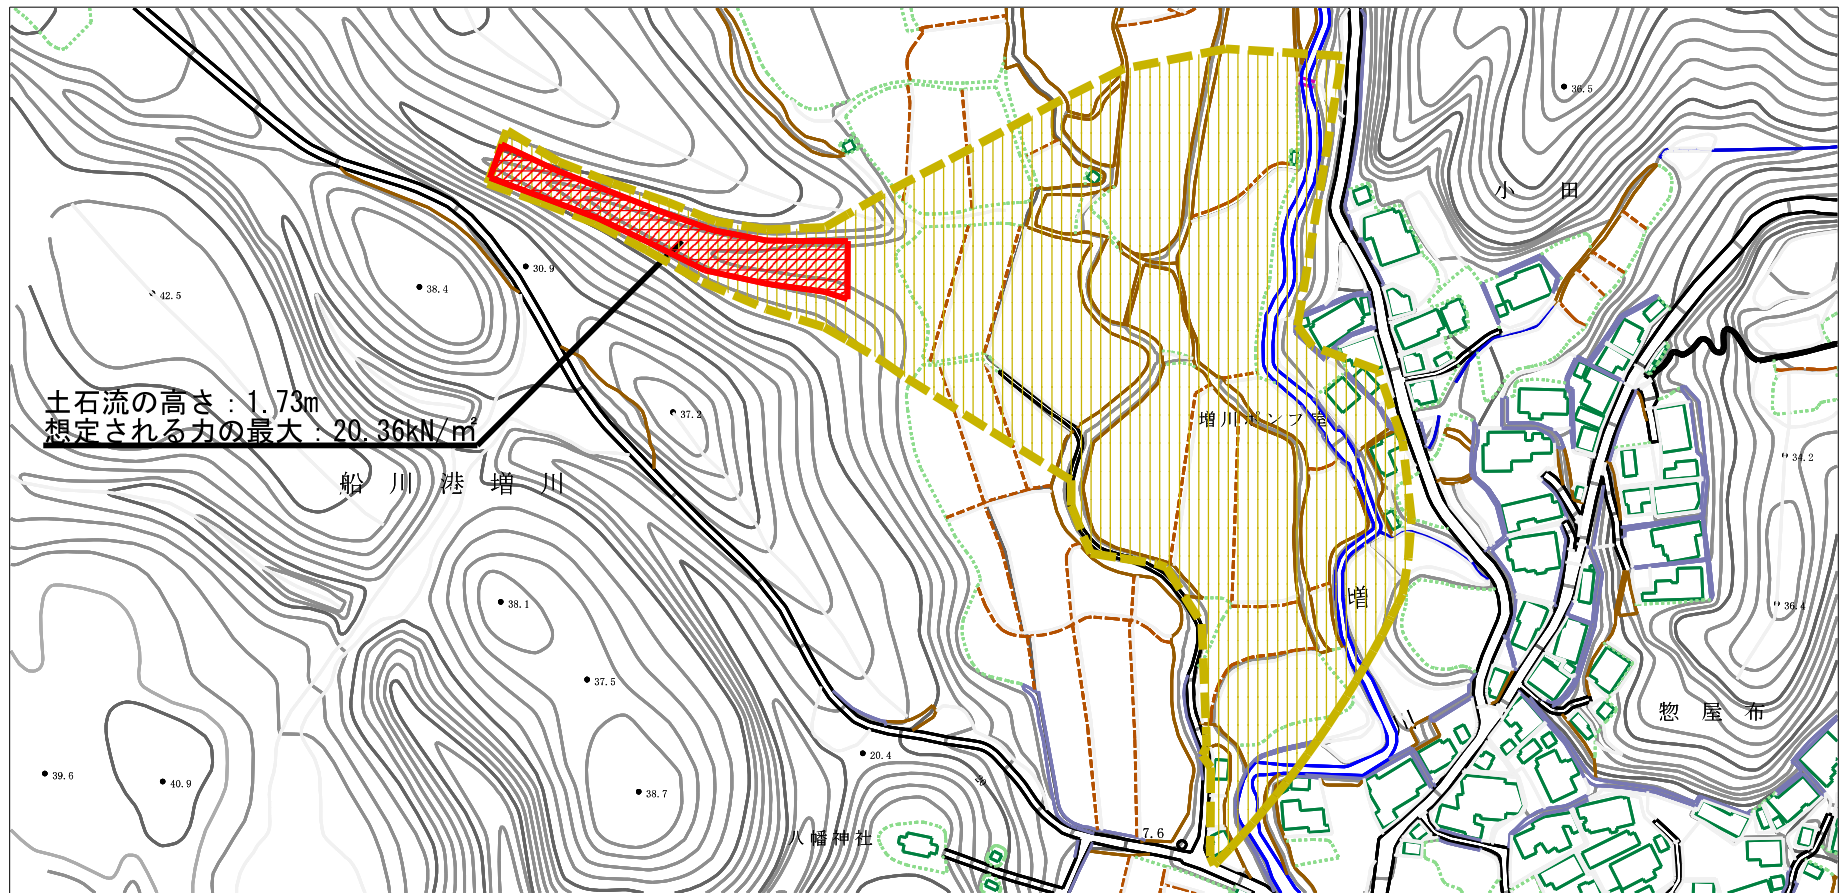 36.5
小田
30.9
38.4
42.5
土石流の高さ：1.73m
想定される力の最大：20.36kN/㎡
37.2
増川ポンプ室
34.2
船川港増川
増
38.1
36.4
37.5
惣屋布
川
20.4
39.6
40.9
38.7
20
八幡神社
7.6